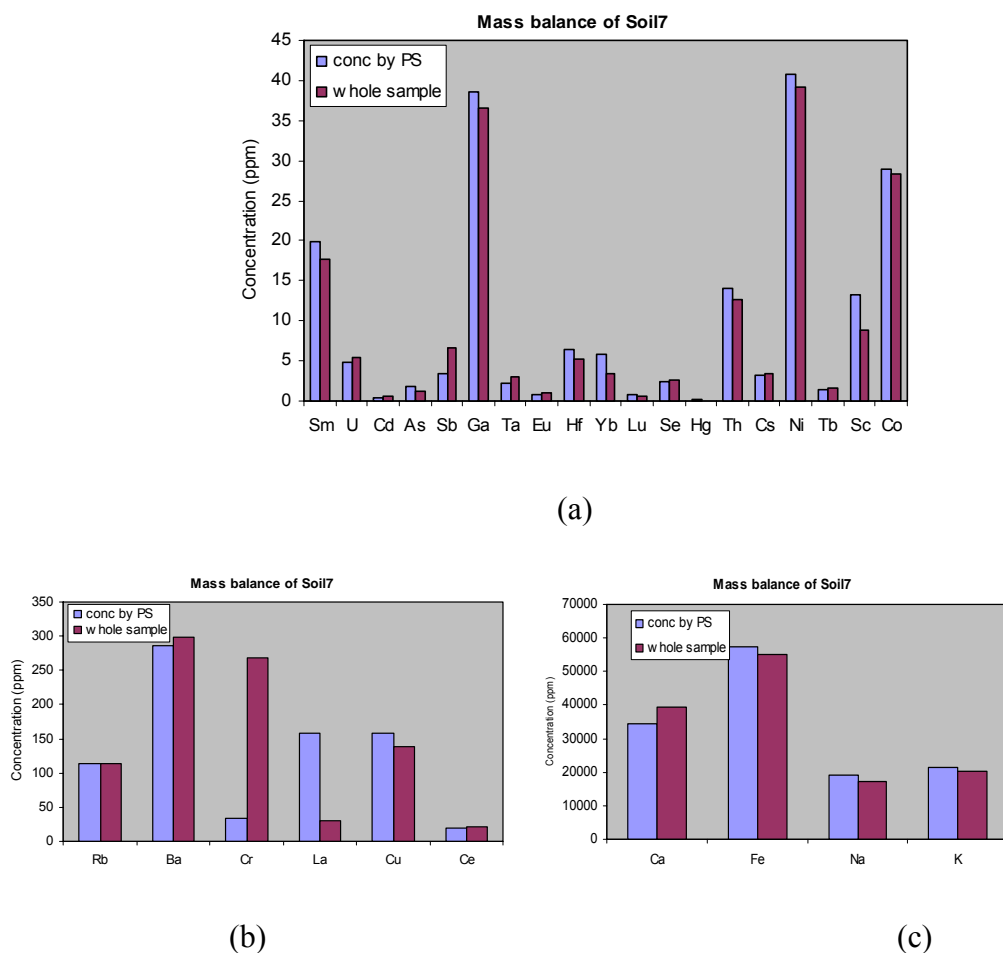 Mass balance of Soil7
45
40
35
30
25
20
15
10
5
0
Concentration (ppm)
conc by PS
w hole sample
Sm U Cd As Sb Ga Ta Eu Hf Yb Lu Se Hg Th Cs Ni Tb Sc Co
(a)
Mass balance of Soil7
350
300
250
200
150
100
50
0
Concentration (ppm)
conc by PS
w hole sample
Rb Ba Cr La Cu Ce
(b)
Mass balance of Soil7
70000
60000
50000
40000
30000
20000
10000
0
Concentration (ppm)
conc by PS
w hole sample
Ca Fe Na K
(c)